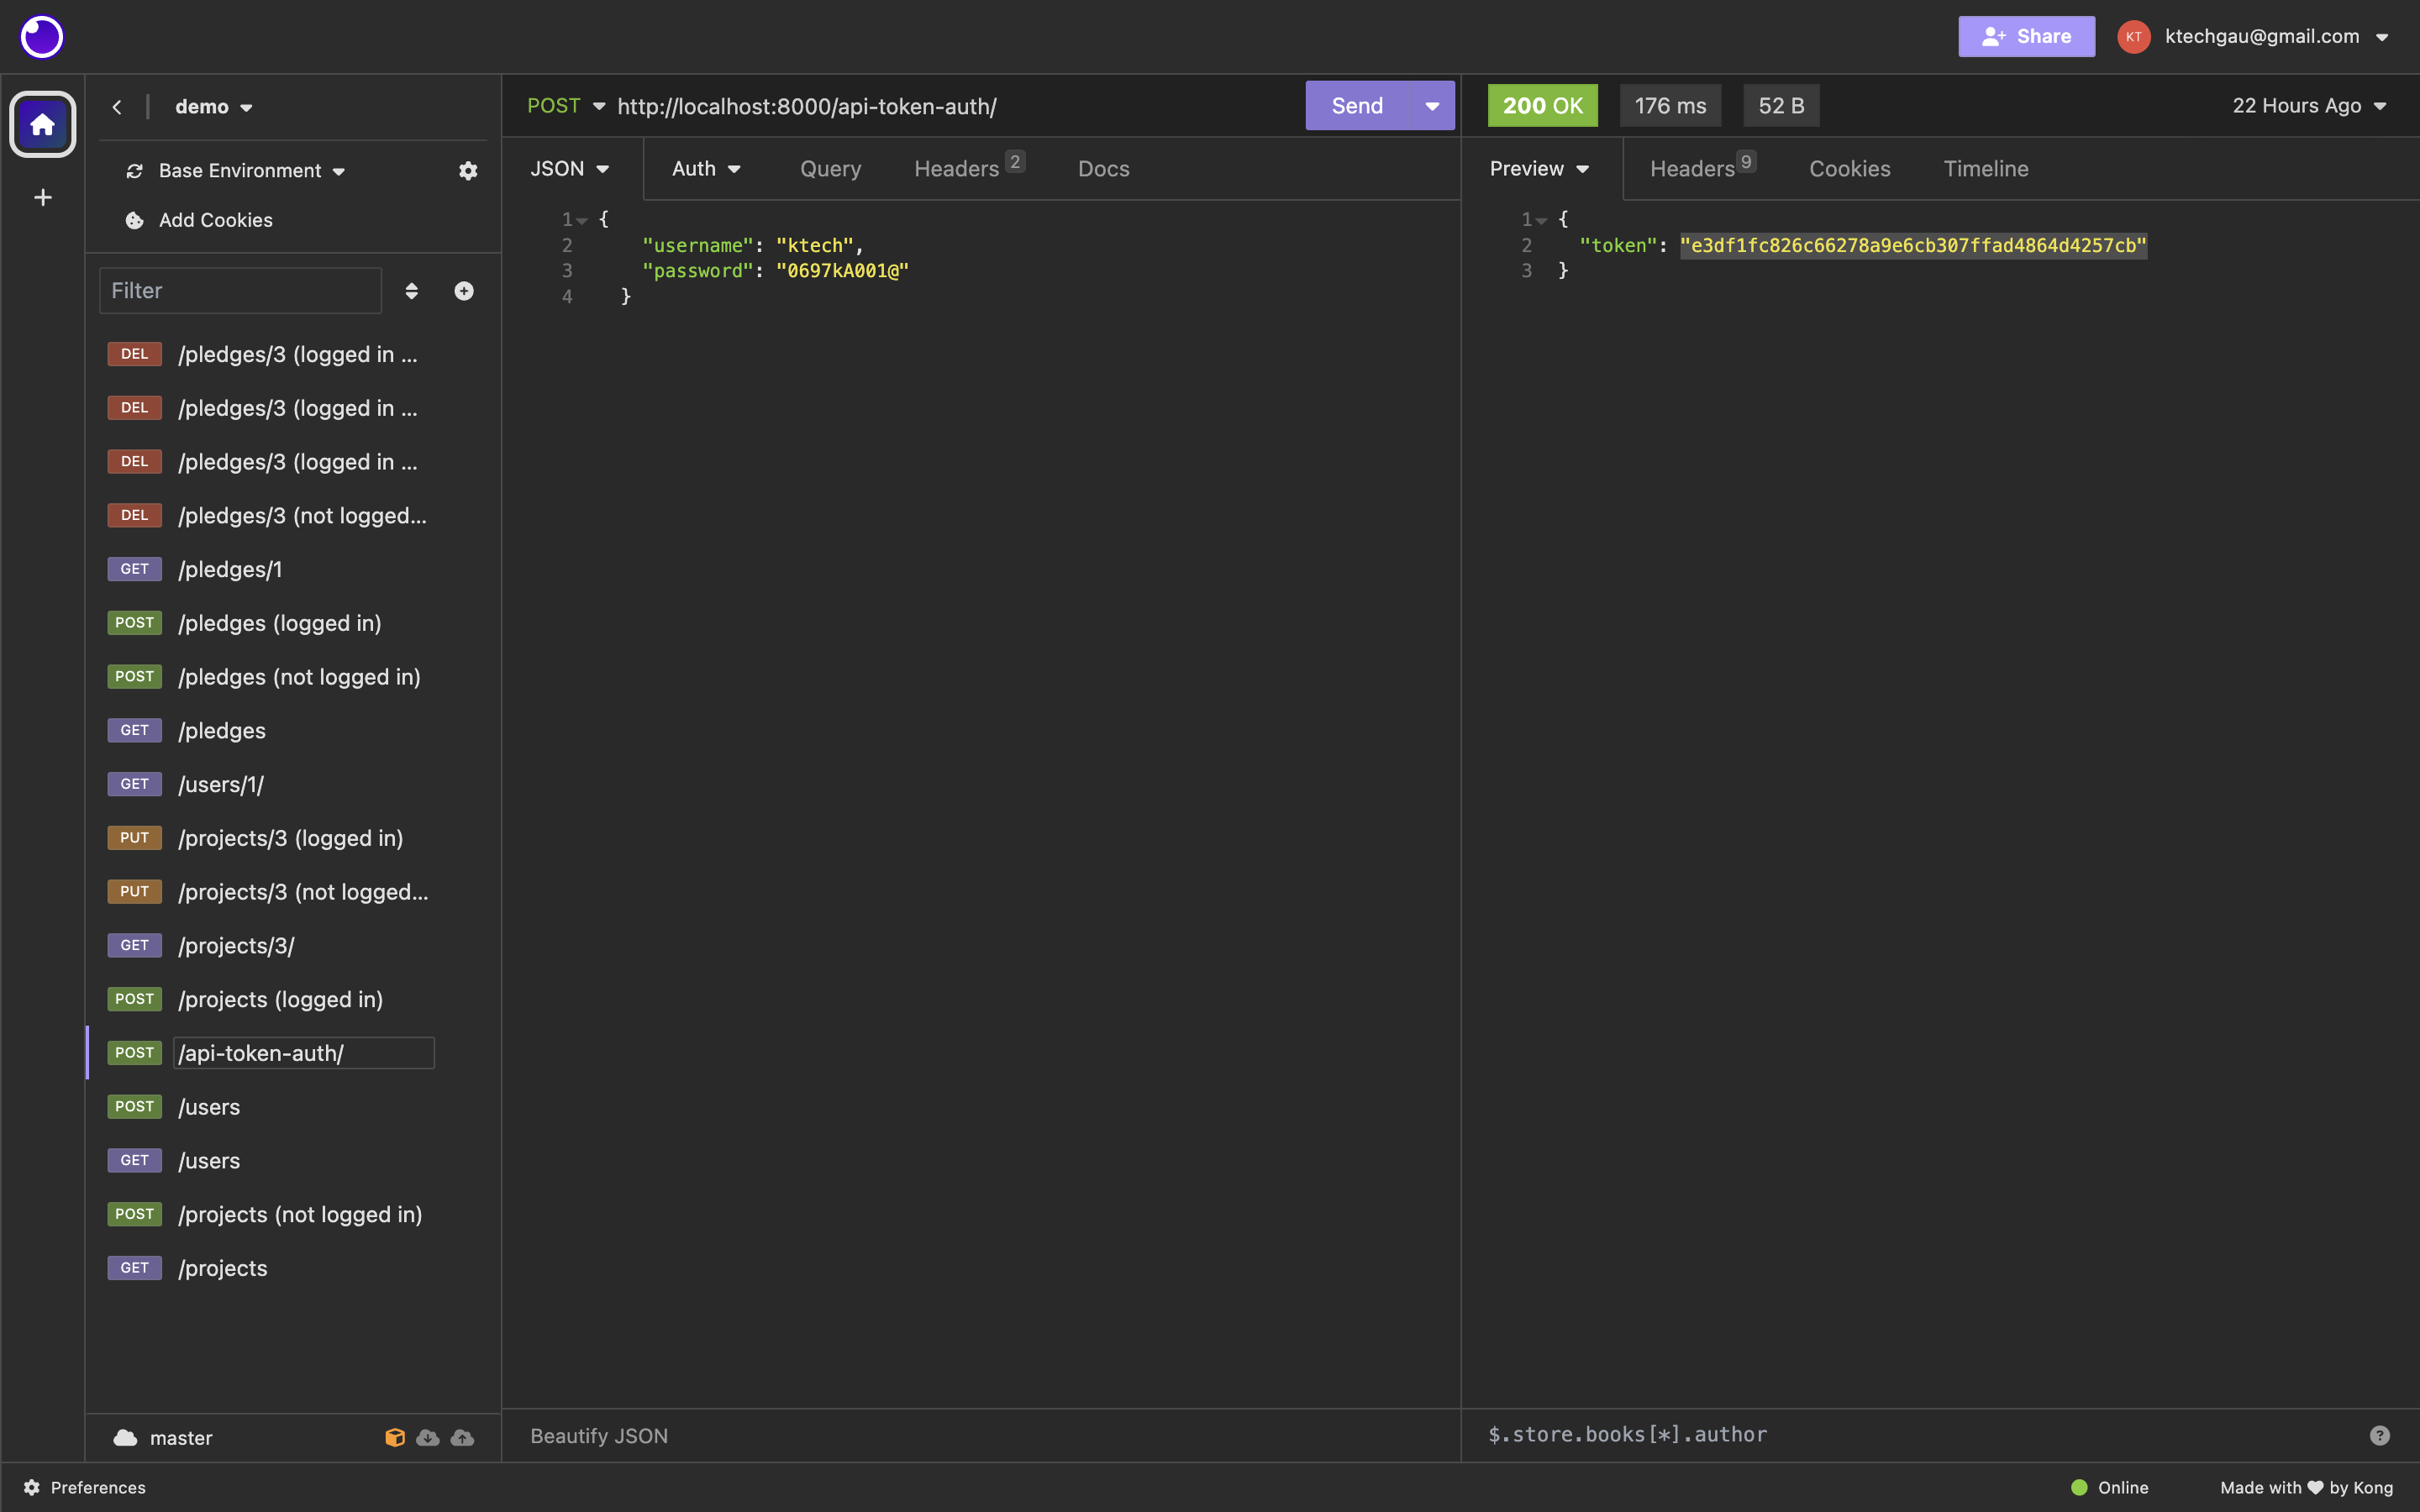 Share
KT
ktechgau@gmail.com
demo
POST http://localhost:8000/api-token-auth/
Send
200 OK
176 ms
52 B
22 Hours Ago
Base Environment
Add Cookies
JSON
Auth
Query
Headers 2
Docs
Preview
Headers 9
Cookies
Timeline
1 {
2 "username": "ktech",
3 "password": "0697kA001@"
4 }
1 {
2 "token": "e3df1fc826c66278a9e6cb307ffad4864d4257cb"
3 }
Filter
DEL /pledges/3 (logged in ...
DEL /pledges/3 (logged in ...
DEL /pledges/3 (logged in ...
DEL /pledges/3 (not logged...
GET /pledges/1
POST /pledges (logged in)
POST /pledges (not logged in)
GET /pledges
GET /users/1/
PUT /projects/3 (logged in)
PUT /projects/3 (not logged...
GET /projects/3/
POST /projects (logged in)
POST /api-token-auth/
POST /users
GET /users
POST /projects (not logged in)
GET /projects
master
Beautify JSON
$.store.books[*].author
?
Preferences
Online
Made with ♥ by Kong